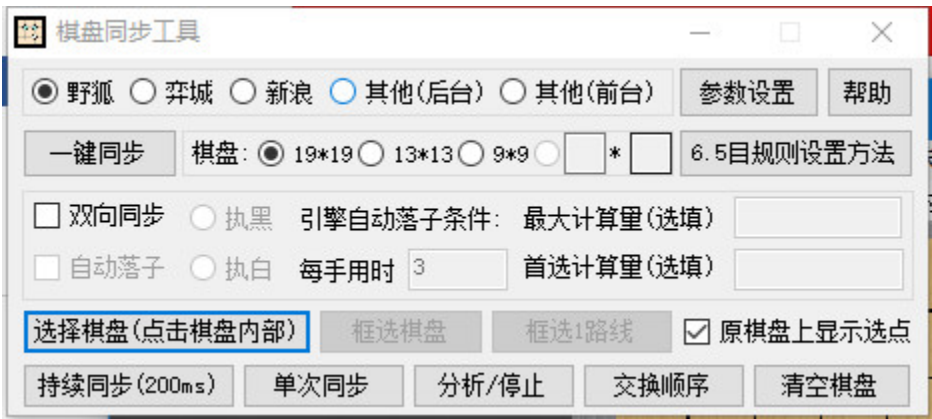 棋盘同步工具
野狐 弈城 新浪 其他(后台) 其他(前台) 参数设置 帮助
一键同步 棋盘: 19*19 13*13 9*9 * 6.5目规则设置方法
双向同步 执黑 引擎自动落子条件: 最大计算量(选填)
自动落子 执白 每手用时 3 首选计算量(选填)
选择棋盘(点击棋盘内部) 框选棋盘 框选1路线 原棋盘上显示选点
持续同步(200ms) 单次同步 分析/停止 交换顺序 清空棋盘